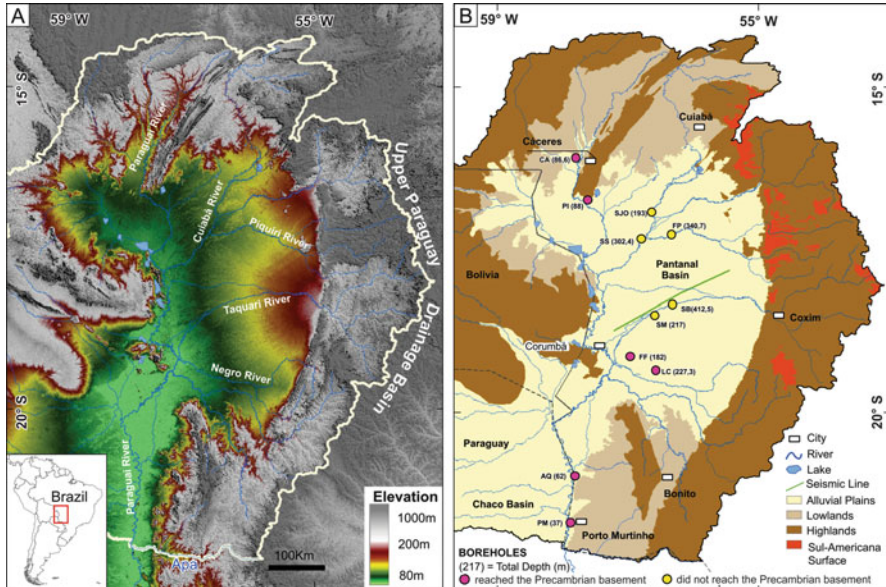 A
59° W
55° W
15° S
20° S
Paraguai River
Cuiabá River
Piquiri River
Taquari River
Negro River
Paraguai River
Apa
Upper Paraguay
Drainage Basin
Brazil
100Km
Elevation
1000m
200m
80m
B
59° W
55° W
15° S
20° S
Cuiabá
Cáceres
CA (86,6)
PI (88)
SJO (193)
FP (340,7)
SS (302,4)
Pantanal
Basin
Bolivia
SB(412,5)
SM (217)
Coxim
Corumbá
FF (182)
LC (227,3)
Paraguay
AQ (62)
Chaco Basin
Bonito
PM (37)
Porto Murtinho
City
River
Lake
Seismic Line
Alluvial Plains
Lowlands
Highlands
Sul-Americana
Surface
BOREHOLES
(217) = Total Depth (m)
reached the Precambrian basement
did not reach the Precambrian basement